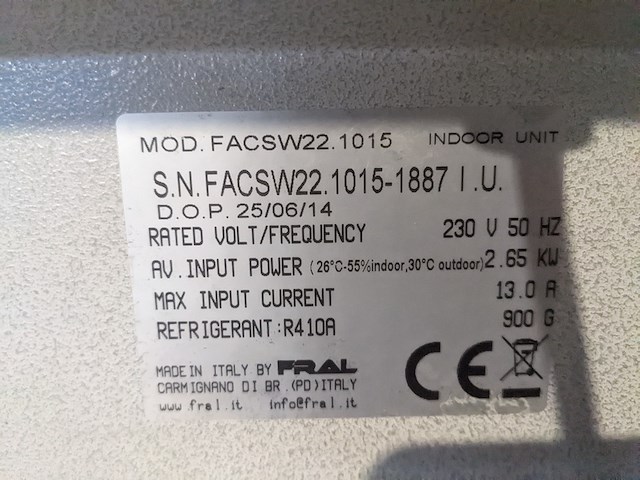 MOD. FACSW22.1015 INDOOR UNIT
S.N.FACSW22.1015-1887 I.U.
D.O.P. 25/06/14
RATED VOLT/FREQUENCY 230 V 50 HZ
AV.INPUT POWER (26°C-55%indoor,30°C outdoor) 2.65 KW
MAX INPUT CURRENT 13.0 A
REFRIGERANT:R410A 900 G
MADE IN ITALY BY FRAL
CARMIGNANO DI BR.(PD)ITALY
www.fral.it info@fral.it
CE